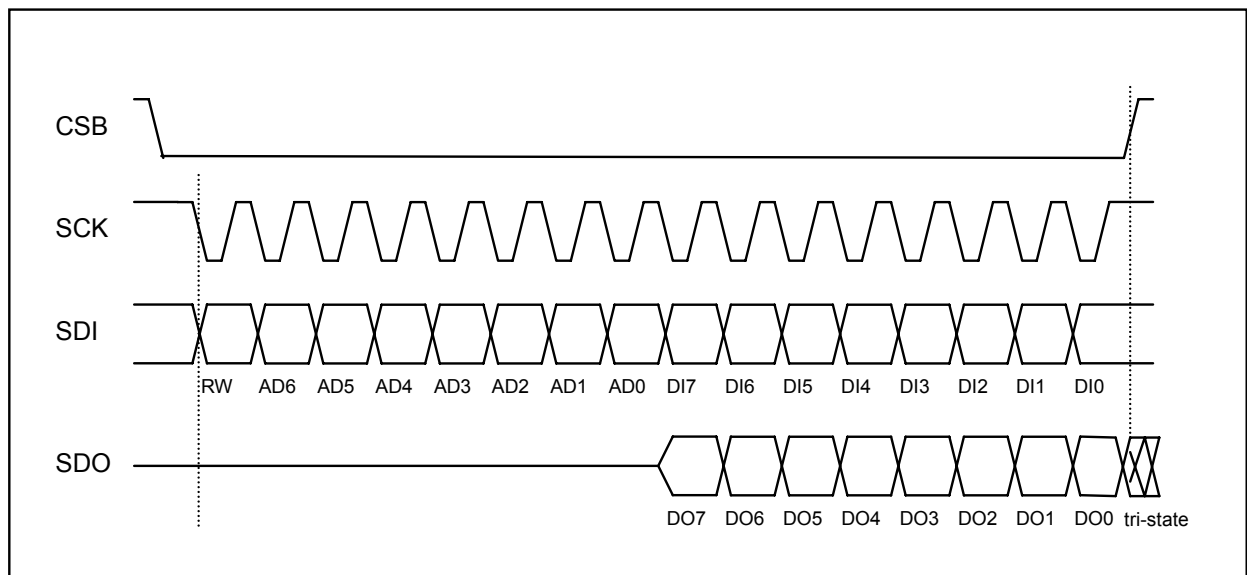 CSB
SCK
SDI
RW AD6 AD5 AD4 AD3 AD2 AD1 AD0 DI7 DI6 DI5 DI4 DI3 DI2 DI1 DI0
SDO
DO7 DO6 DO5 DO4 DO3 DO2 DO1 DO0 tri-state